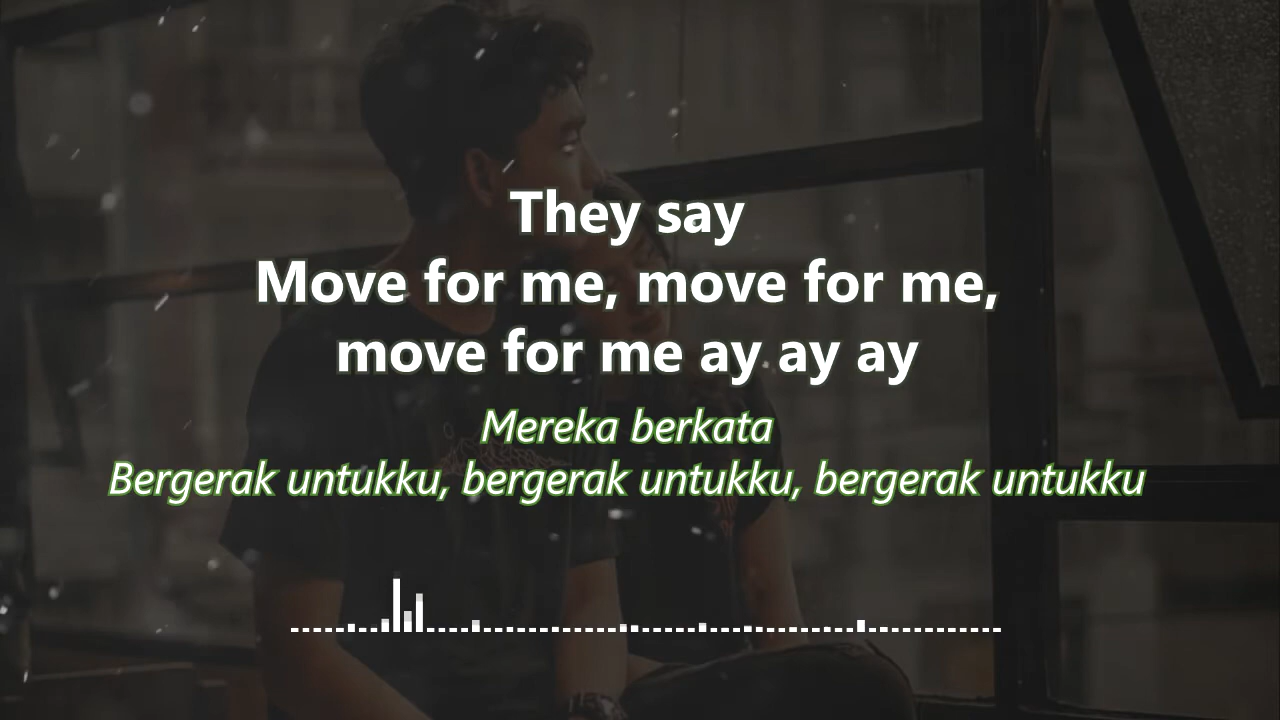 They say
Move for me, move for me,
move for me ay ay ay
Mereka berkata
Bergerak untukku, bergerak untukku, bergerak untukku